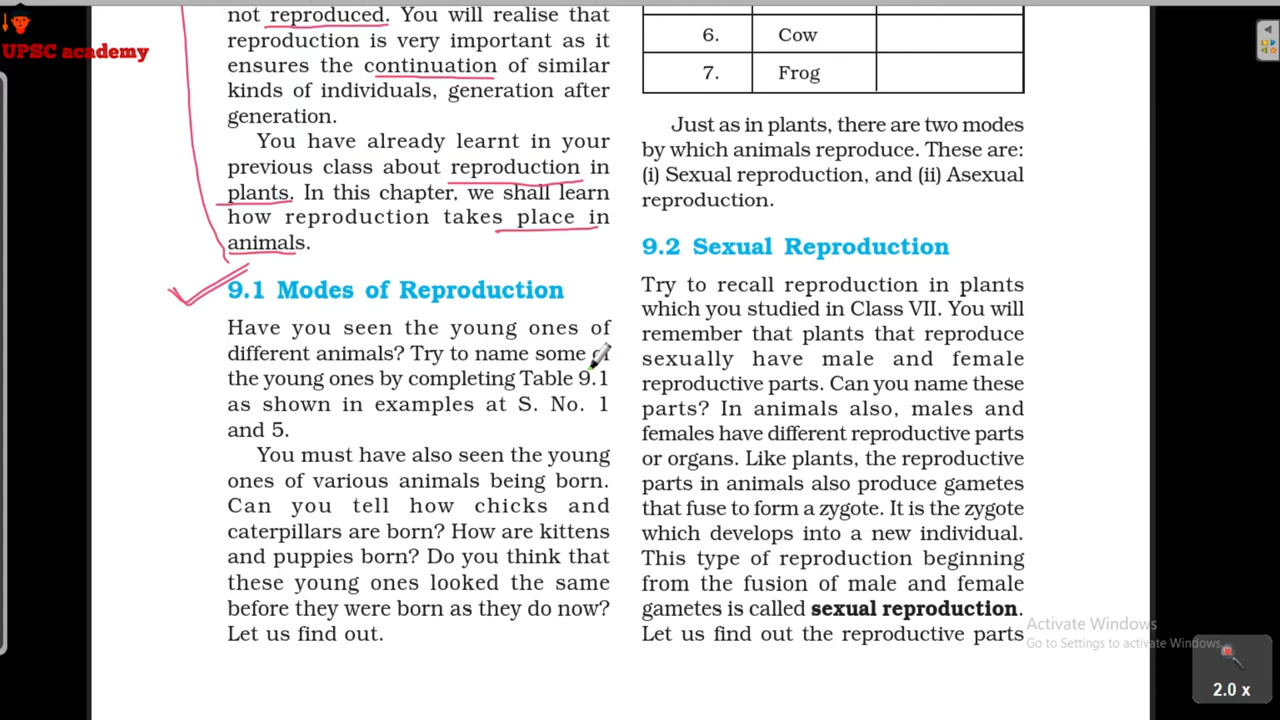 UPSC academy
not reproduced. You will realise that
reproduction is very important as it
ensures the continuation of similar
kinds of individuals, generation after
generation.
You have already learnt in your
previous class about reproduction in
plants. In this chapter, we shall learn
how reproduction takes place in
animals.
9.1 Modes of Reproduction
Have you seen the young ones of
different animals? Try to name some of
the young ones by completing Table 9.1
as shown in examples at S. No. 1
and 5.
You must have also seen the young
ones of various animals being born.
Can you tell how chicks and
caterpillars are born? How are kittens
and puppies born? Do you think that
these young ones looked the same
before they were born as they do now?
Let us find out.
6. Cow
7. Frog
Just as in plants, there are two modes
by which animals reproduce. These are:
(i) Sexual reproduction, and (ii) Asexual
reproduction.
9.2 Sexual Reproduction
Try to recall reproduction in plants
which you studied in Class VII. You will
remember that plants that reproduce
sexually have male and female
reproductive parts. Can you name these
parts? In animals also, males and
females have different reproductive parts
or organs. Like plants, the reproductive
parts in animals also produce gametes
that fuse to form a zygote. It is the zygote
which develops into a new individual.
This type of reproduction beginning
from the fusion of male and female
gametes is called sexual reproduction.
Let us find out the reproductive parts
Activate Windows
Go to Settings to activate Windows.
2.0 x